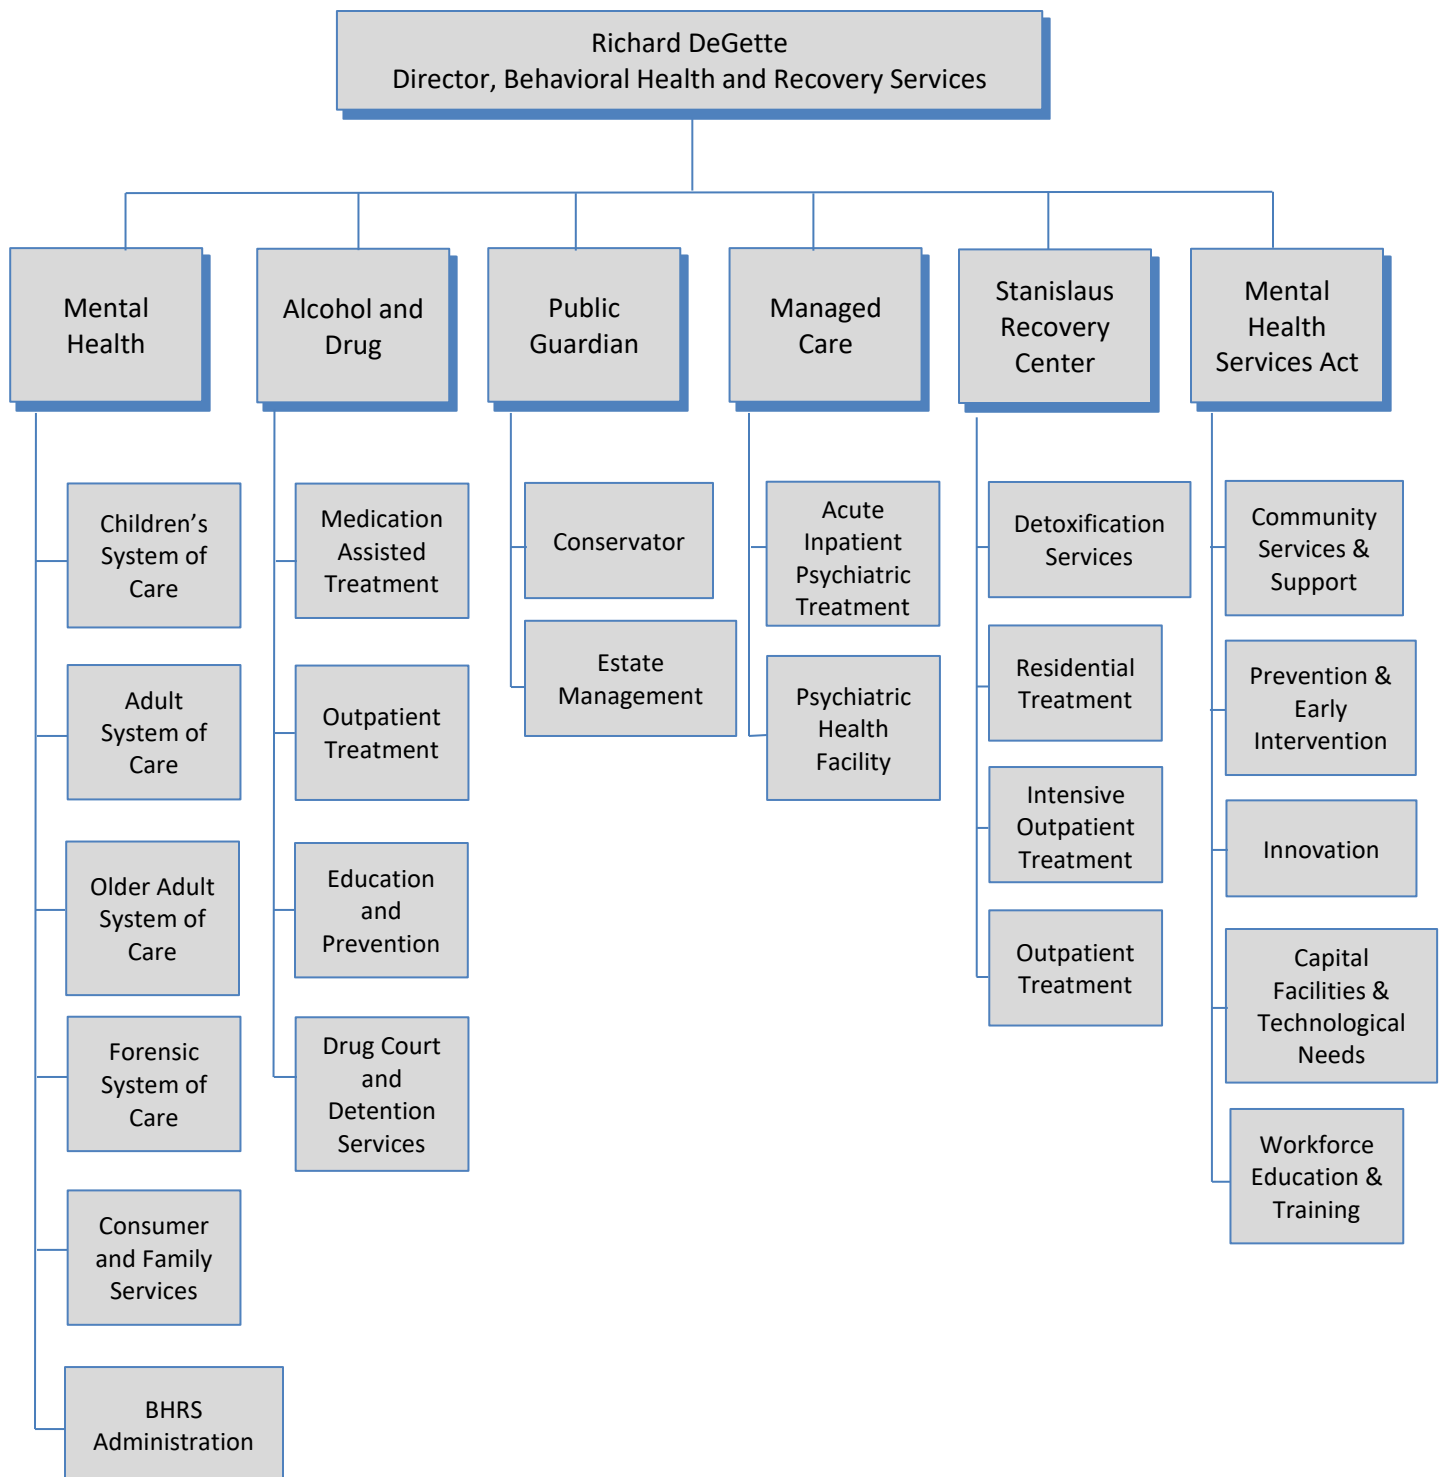 Richard DeGette
Director, Behavioral Health and Recovery Services
Mental
Health
Alcohol and
Drug
Public
Guardian
Managed
Care
Stanislaus
Recovery
Center
Mental
Health
Services Act
Children’s
System of
Care
Adult
System of
Care
Older Adult
System of
Care
Forensic
System of
Care
Consumer
and Family
Services
BHRS
Administration
Medication
Assisted
Treatment
Outpatient
Treatment
Education
and
Prevention
Drug Court
and
Detention
Services
Conservator
Estate
Management
Acute
Inpatient
Psychiatric
Treatment
Psychiatric
Health
Facility
Detoxification
Services
Residential
Treatment
Intensive
Outpatient
Treatment
Outpatient
Treatment
Community
Services &
Support
Prevention &
Early
Intervention
Innovation
Capital
Facilities &
Technological
Needs
Workforce
Education &
Training